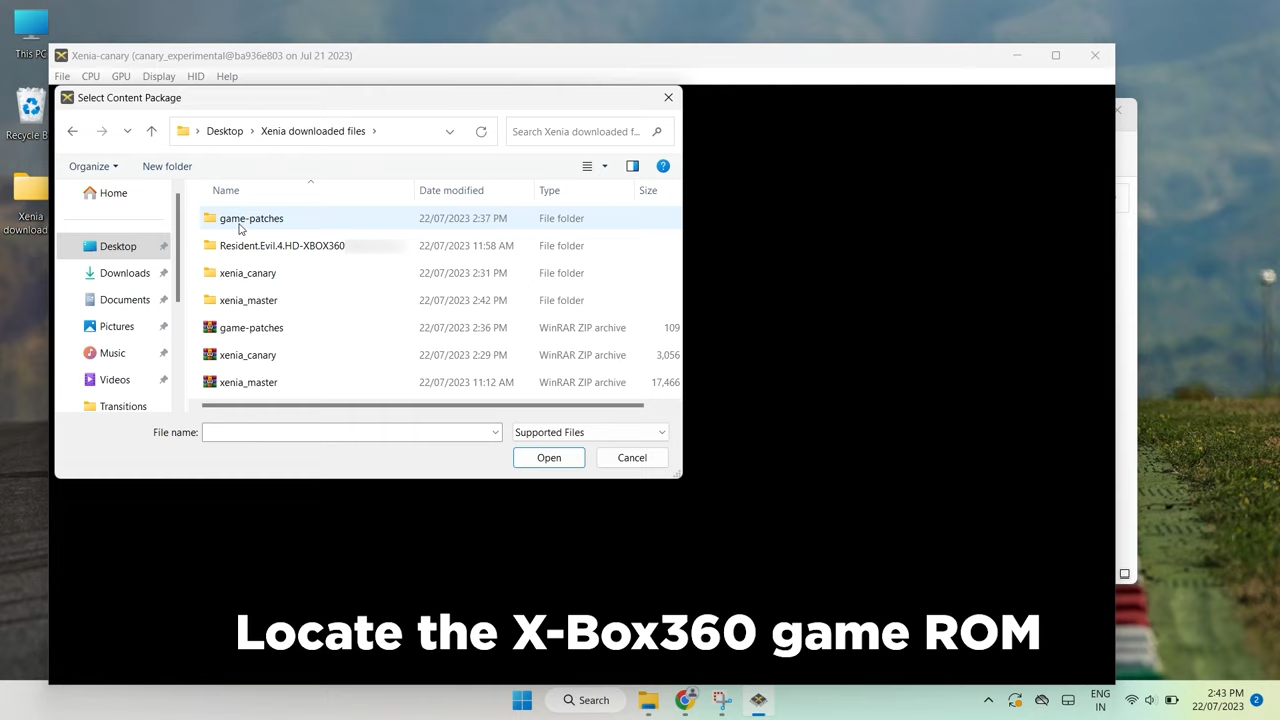 This PC
Recycle B
Xenia
download
Xenia-canary (canary_experimental@ba936e803 on Jul 21 2023)
File CPU GPU Display HID Help
Select Content Package
Desktop > Xenia downloaded files >
Search Xenia downloaded f...
Organize New folder
Name Date modified Type Size
Home
Desktop
Downloads
Documents
Pictures
Music
Videos
Transitions
game-patches 22/07/2023 2:37 PM File folder
Resident.Evil.4.HD-XBOX360 22/07/2023 11:58 AM File folder
xenia_canary 22/07/2023 2:31 PM File folder
xenia_master 22/07/2023 2:42 PM File folder
game-patches 22/07/2023 2:36 PM WinRAR ZIP archive 109
xenia_canary 22/07/2023 2:29 PM WinRAR ZIP archive 3,056
xenia_master 22/07/2023 11:12 AM WinRAR ZIP archive 17,466
File name: Supported Files
Open Cancel
Locate the X-Box360 game ROM
Search
ENG
IN
2:43 PM
22/07/2023
2